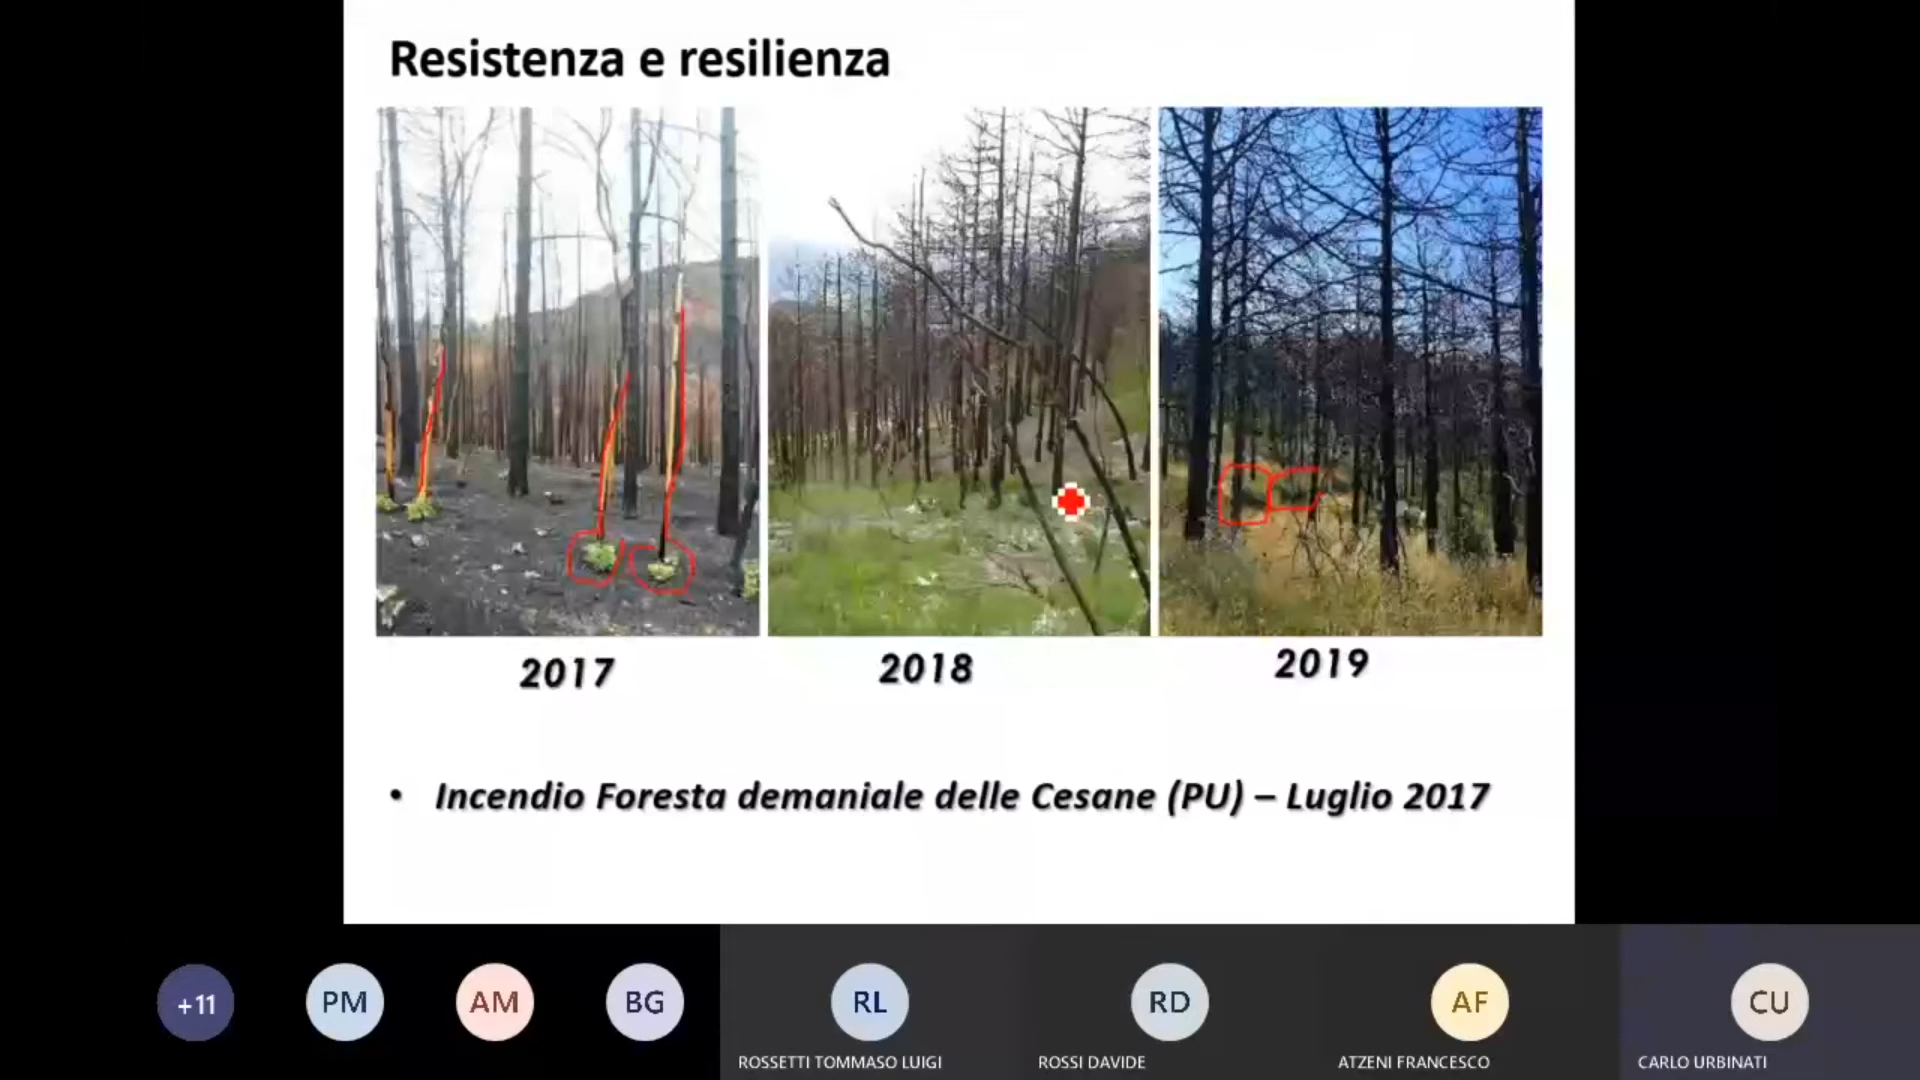 Resistenza e resilienza
2017
2018
2019
• Incendio Foresta demaniale delle Cesane (PU) – Luglio 2017
+11
PM
AM
BG
RL
RD
AF
CU
ROSSETTI TOMMASO LUIGI
ROSSI DAVIDE
ATZENI FRANCESCO
CARLO URBINATI